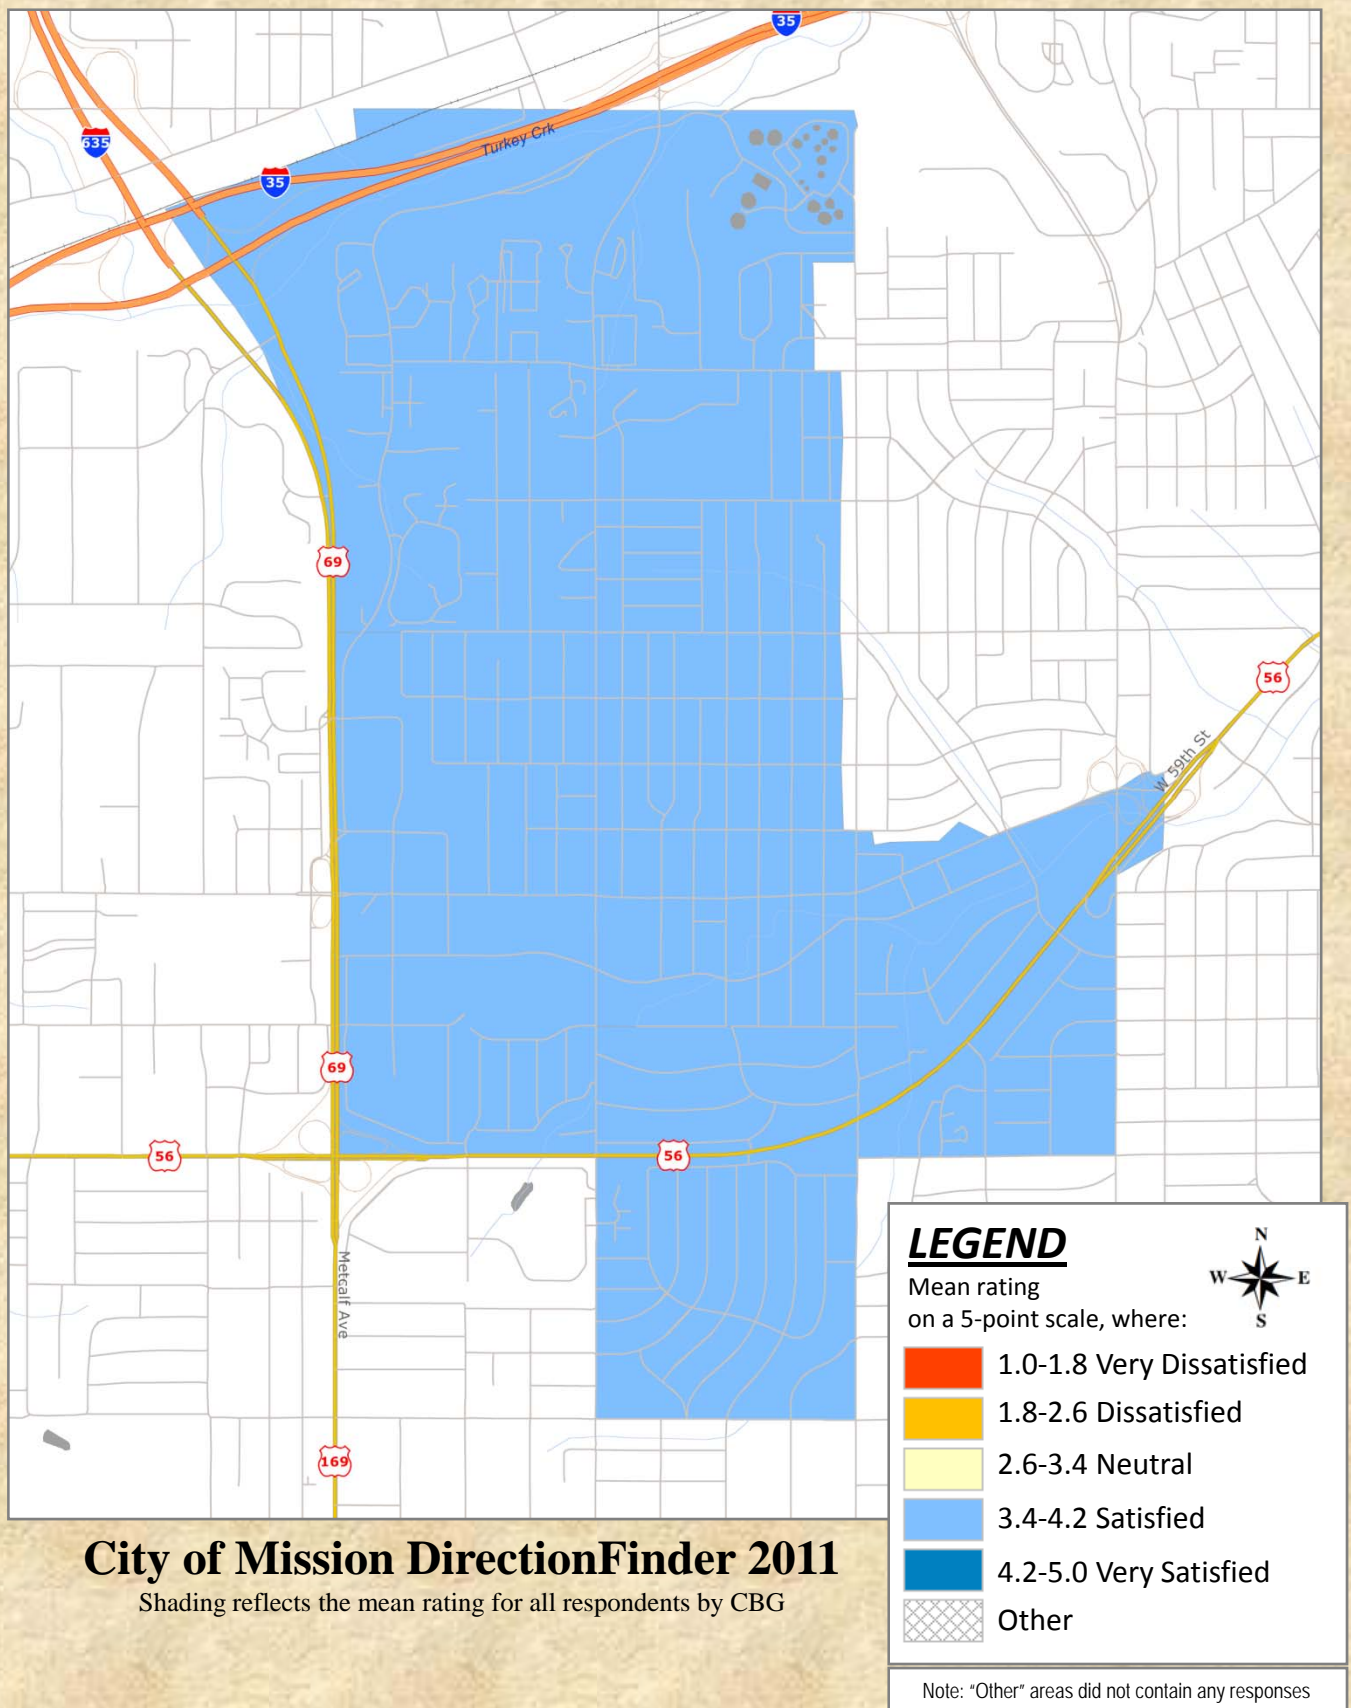 35
635
Turkey Crk
35
69
56
W 59th St
69
56
56
Metcalf Ave
169
LEGEND
Mean rating
on a 5-point scale, where:
N
W E
S
1.0-1.8 Very Dissatisfied
1.8-2.6 Dissatisfied
2.6-3.4 Neutral
3.4-4.2 Satisfied
4.2-5.0 Very Satisfied
Other
City of Mission DirectionFinder 2011
Shading reflects the mean rating for all respondents by CBG
Note: “Other” areas did not contain any responses